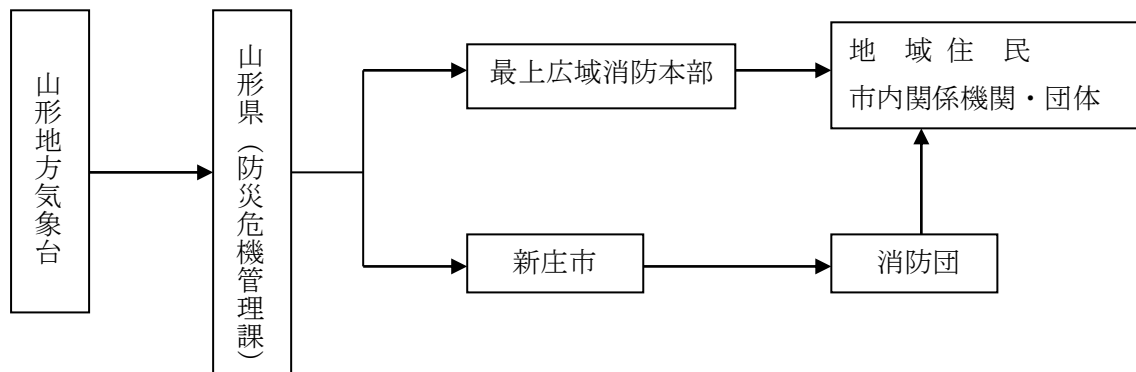 山形地方気象台
山形県（防災危機管理課）
最上広域消防本部
地 域 住 民
市内関係機関・団体
新庄市
消防団